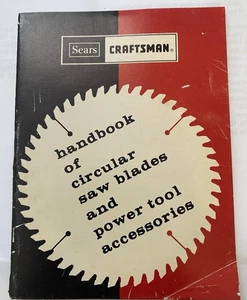 Sears CRAFTSMAN®
handbook
of
circular
saw blades
and
power tool
accessories